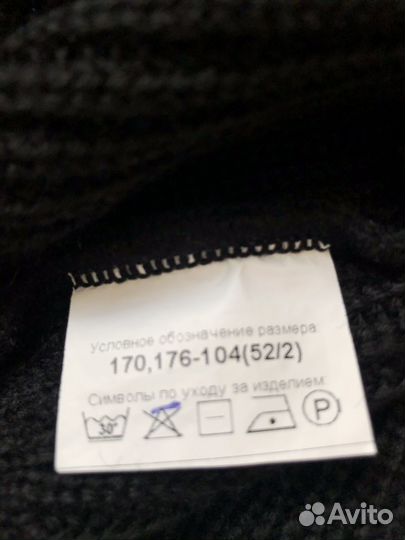 Условное обозначение размера
170,176-104(52/2)
Символы по уходу за изделием
30° P
Avito